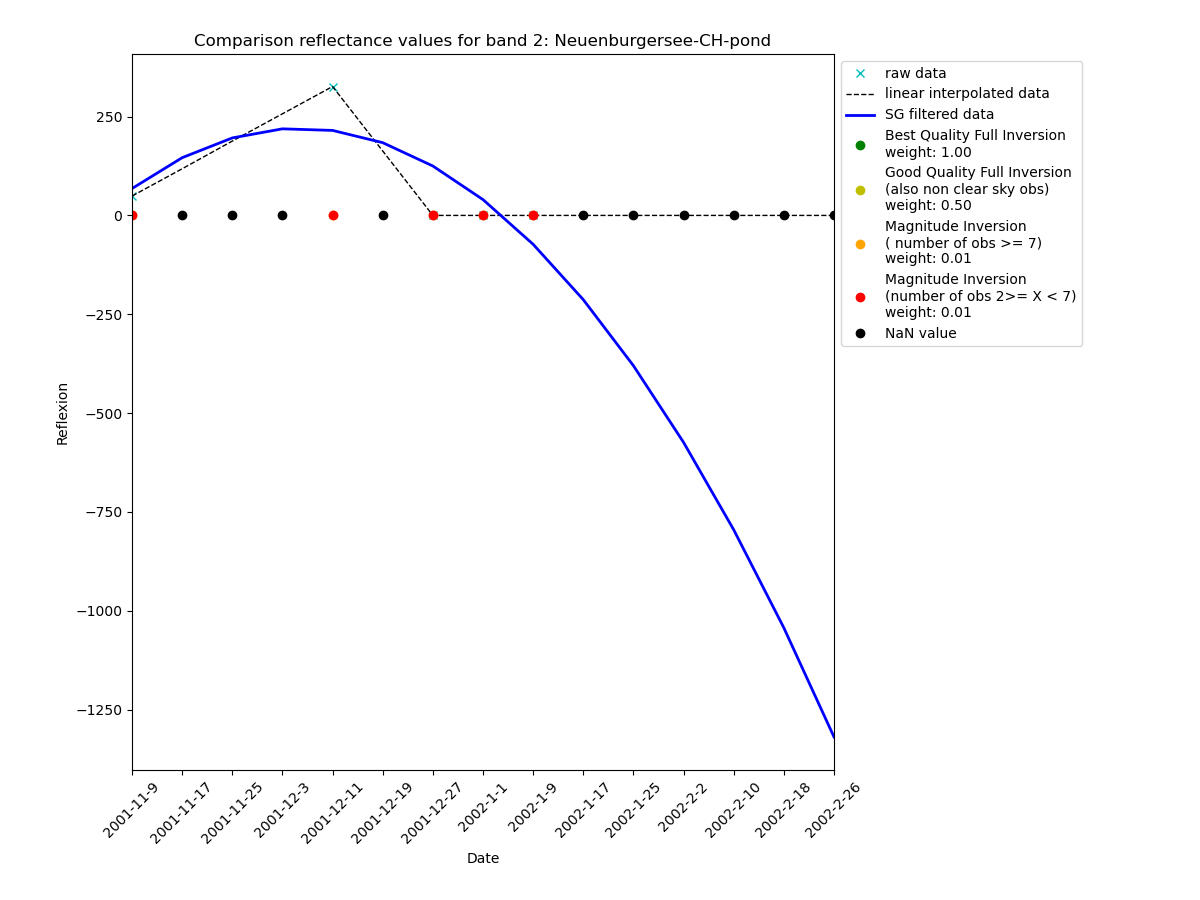 Comparison reflectance values for band 2: Neuenburgersee-CH-pond
raw data
linear interpolated data
SG filtered data
Best Quality Full Inversion
weight: 1.00
Good Quality Full Inversion
(also non clear sky obs)
weight: 0.50
Magnitude Inversion
( number of obs >= 7)
weight: 0.01
Magnitude Inversion
(number of obs 2>= X < 7)
weight: 0.01
NaN value
250
0
−250
−500
−750
−1000
−1250
Reflexion
2001-11-9
2001-11-17
2001-11-25
2001-12-3
2001-12-11
2001-12-19
2001-12-27
2002-1-1
2002-1-9
2002-1-17
2002-1-25
2002-2-2
2002-2-10
2002-2-18
2002-2-26
Date